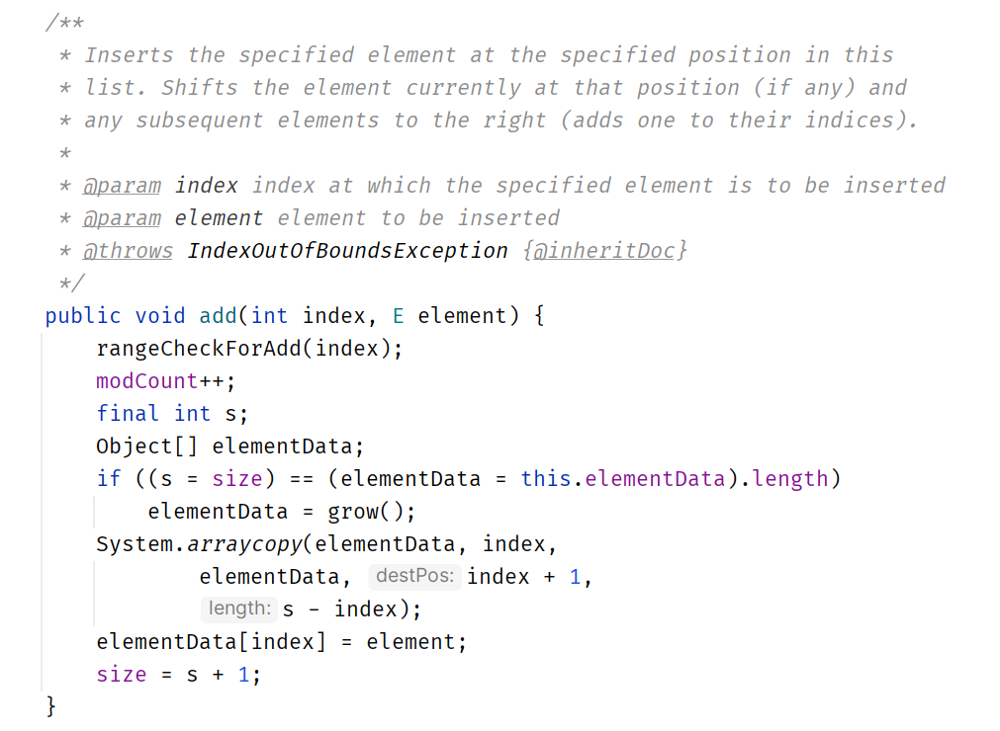 /**
 * Inserts the specified element at the specified position in this
 * list. Shifts the element currently at that position (if any) and
 * any subsequent elements to the right (adds one to their indices).
 *
 * @param index index at which the specified element is to be inserted
 * @param element element to be inserted
 * @throws IndexOutOfBoundsException {@inheritDoc}
 */
public void add(int index, E element) {
    rangeCheckForAdd(index);
    modCount++;
    final int s;
    Object[] elementData;
    if ((s = size) == (elementData = this.elementData).length)
        elementData = grow();
    System.arraycopy(elementData, index,
            elementData, destPos: index + 1,
            length: s - index);
    elementData[index] = element;
    size = s + 1;
}